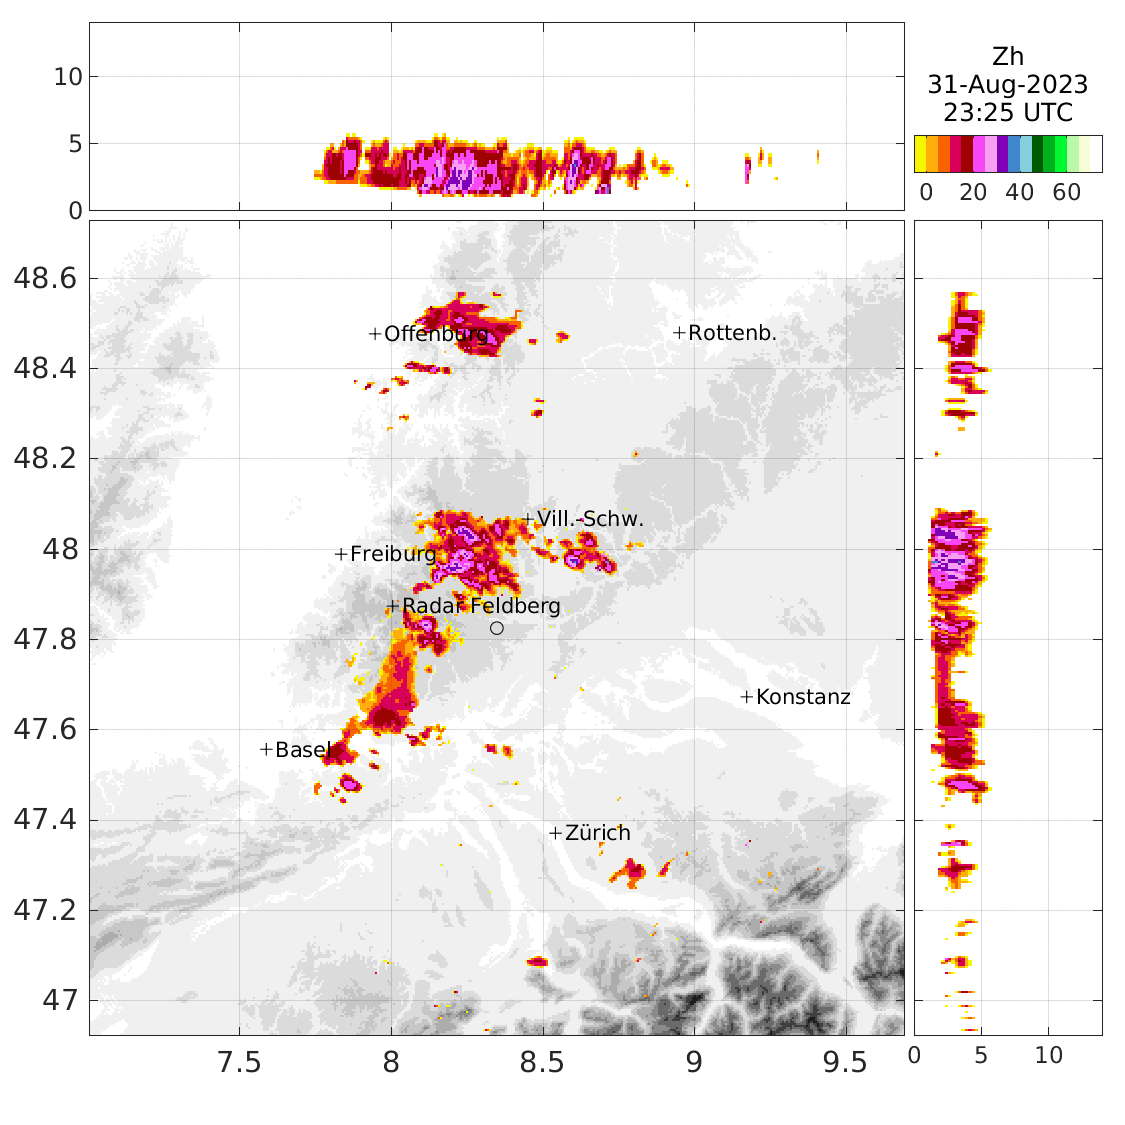 10
5
0
Zh
31-Aug-2023
23:25 UTC
0 20 40 60
48.6
48.4
48.2
48
47.8
47.6
47.4
47.2
47
+Offenburg
+Rottenb.
+Vill.-Schw.
+Freiburg
+Radar Feldberg
+Konstanz
+Basel
+Zürich
7.5 8 8.5 9 9.5
0 5 10